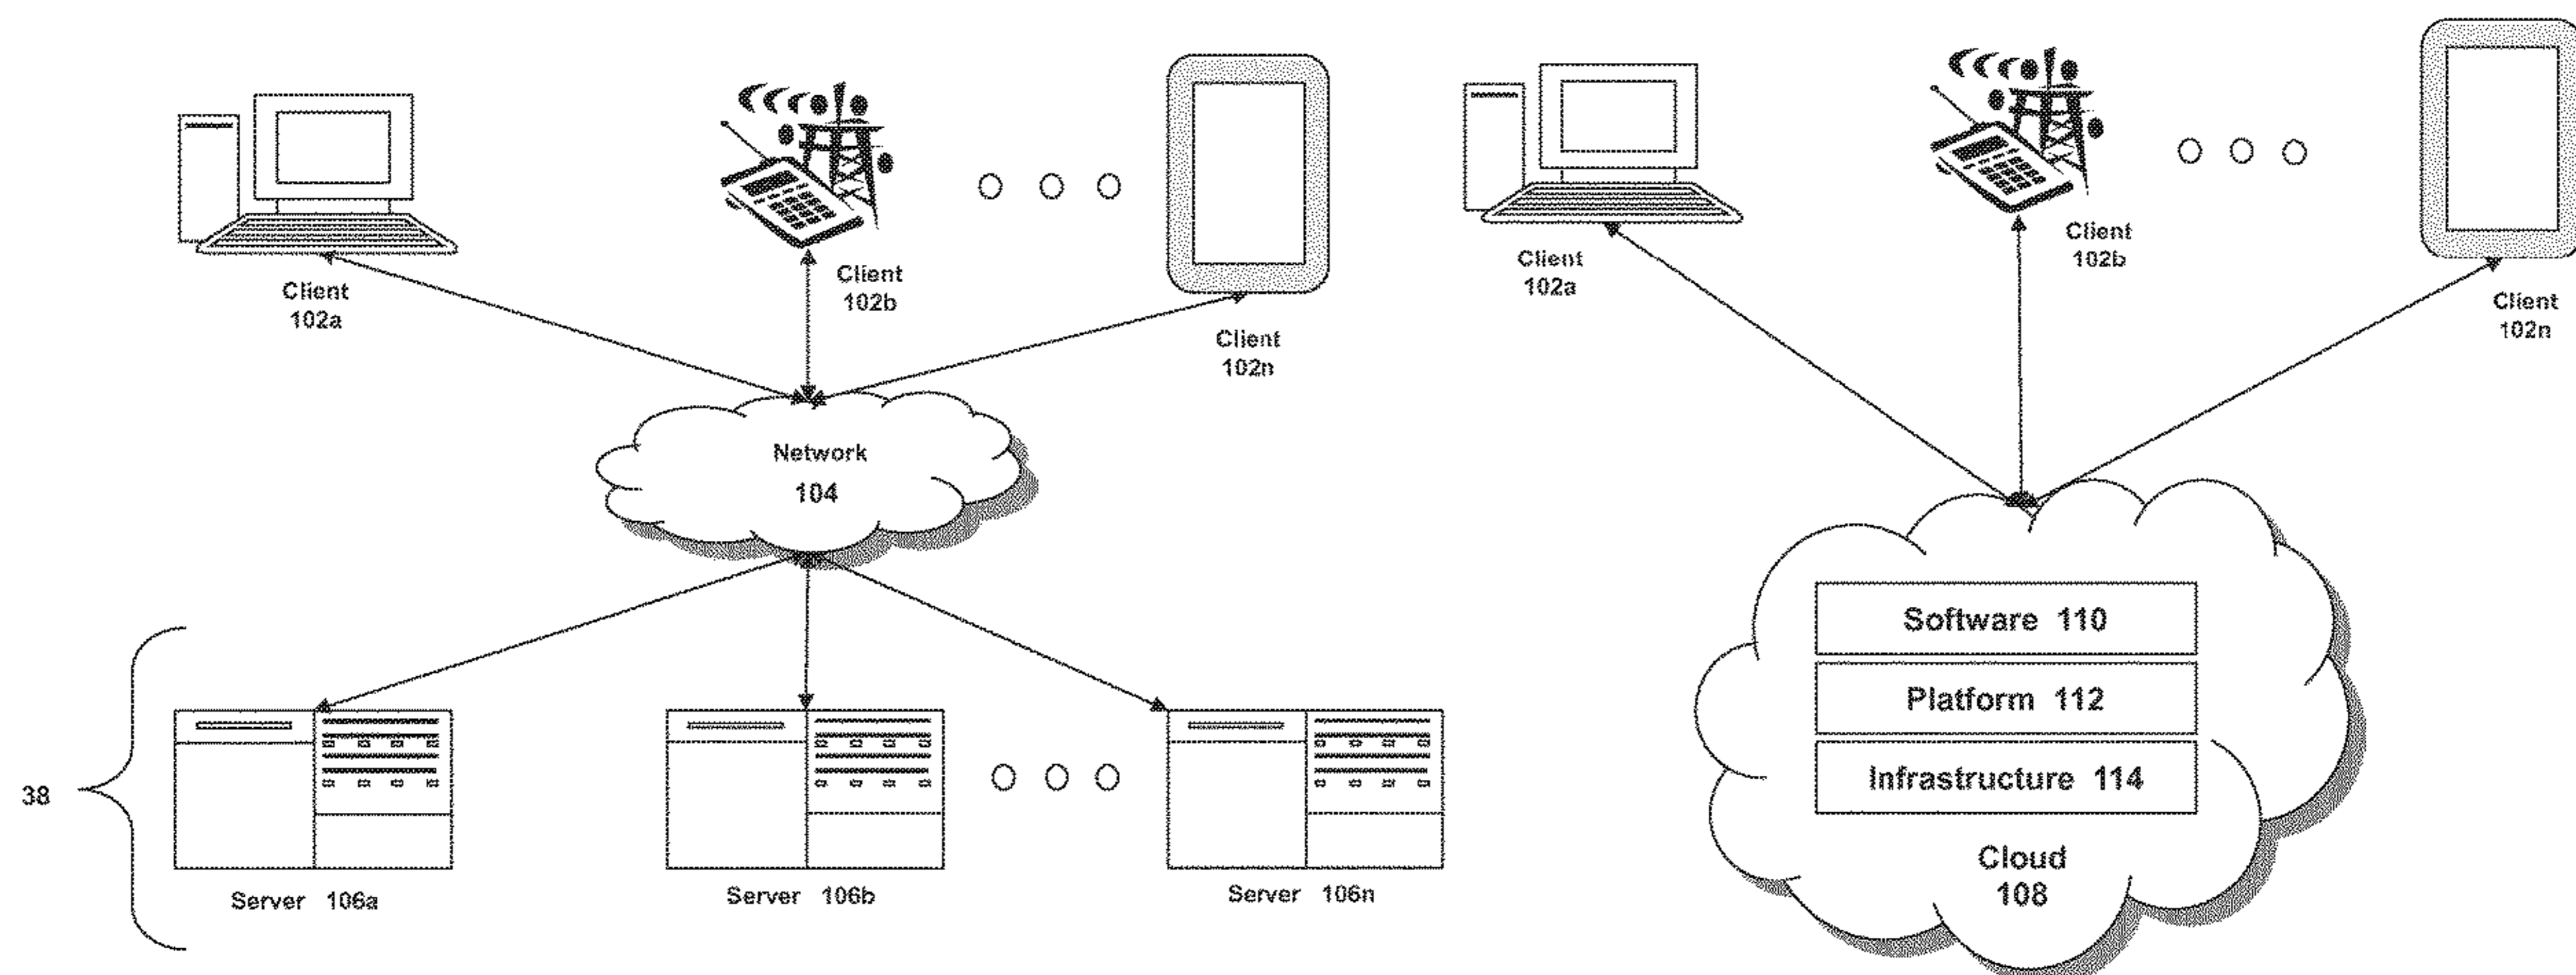 Client
102a
Client
102b
Client
102n
Network
104
38
Server 106a
Server 106b
Server 106n
Client
102a
Client
102b
Client
102n
Software 110
Platform 112
Infrastructure 114
Cloud
108